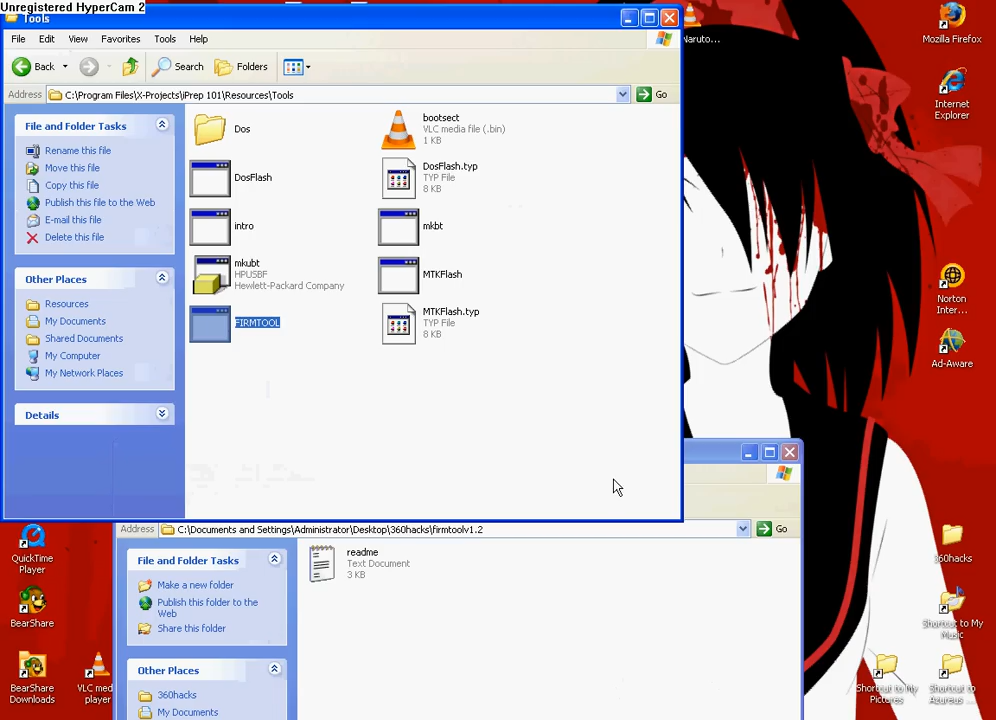 Unregistered HyperCam 2
Tools
File Edit View Favorites Tools Help
Back Search Folders
Address C:\Program Files\X-Projects\iPrep 101\Resources\Tools Go
File and Folder Tasks
Rename this file
Move this file
Copy this file
Publish this file to the Web
E-mail this file
Delete this file
Other Places
Resources
My Documents
Shared Documents
My Computer
My Network Places
Details
Dos
bootsect
VLC media file (.bin)
1 KB
DosFlash
DosFlash.typ
TYP File
8 KB
intro
mkbt
mkubt
HPUSBF
Hewlett-Packard Company
MTKFlash
FIRMTOOL
MTKFlash.typ
TYP File
8 KB
Naruto...
Mozilla Firefox
Internet
Explorer
Norton
Inter...
Ad-Aware
360hacks
Shortcut to My
Music
Shortcut to My
Pictures
Shortcut to
Azureus ...
QuickTime
Player
BearShare
BearShare
Downloads
VLC med
player
Address C:\Documents and Settings\Administrator\Desktop\360hacks\firmtoolv1.2 Go
File and Folder Tasks
Make a new folder
Publish this folder to the
Web
Share this folder
Other Places
360hacks
My Documents
readme
Text Document
3 KB